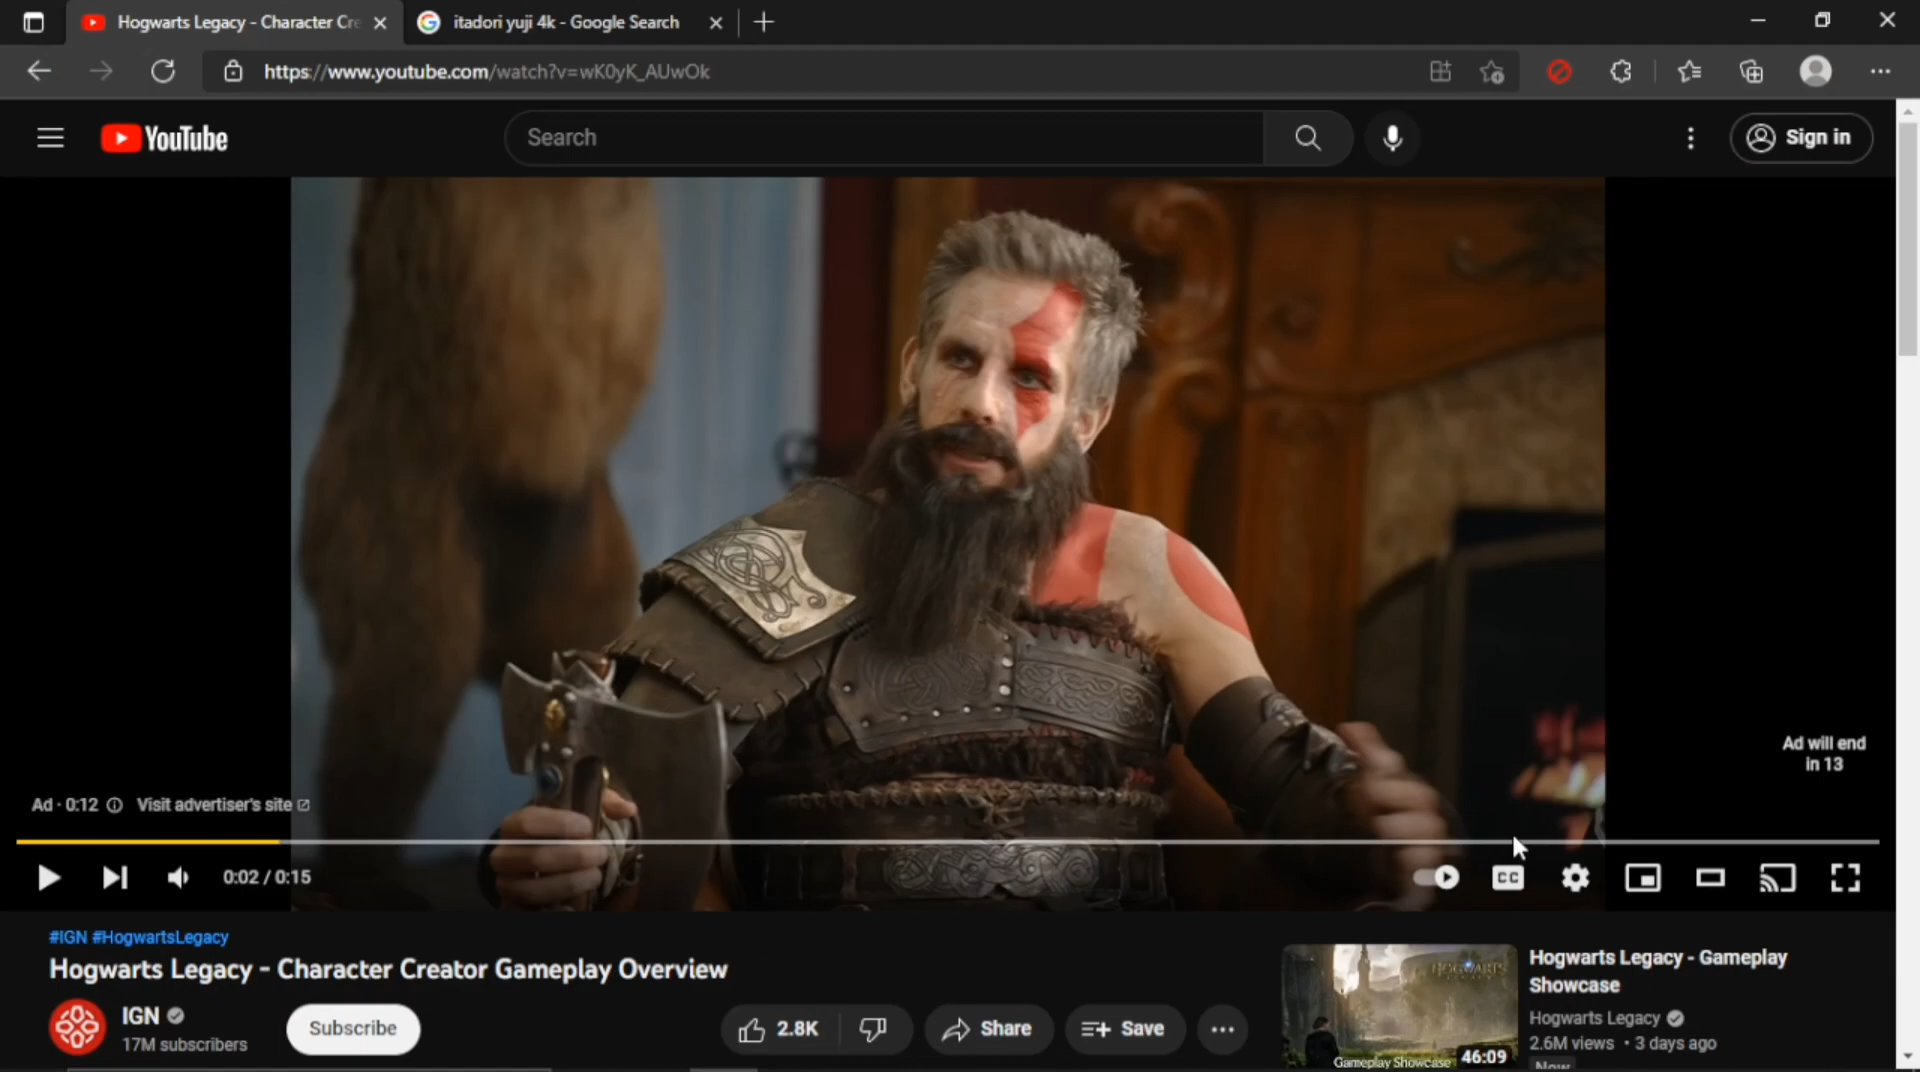 Hogwarts Legacy - Character Cre
itadori yuji 4k - Google Search
https://www.youtube.com/watch?v=wK0yK_AUwOk
YouTube
Search
Sign in
Ad will end
in 13
Ad · 0:12 Visit advertiser's site
0:02 / 0:15
CC
#IGN #HogwartsLegacy
Hogwarts Legacy - Character Creator Gameplay Overview
IGN
17M subscribers
Subscribe
2.8K
Share
Save
HOGWARTS
Gameplay Showcase
46:09
Hogwarts Legacy - Gameplay
Showcase
Hogwarts Legacy
2.6M views • 3 days ago
New